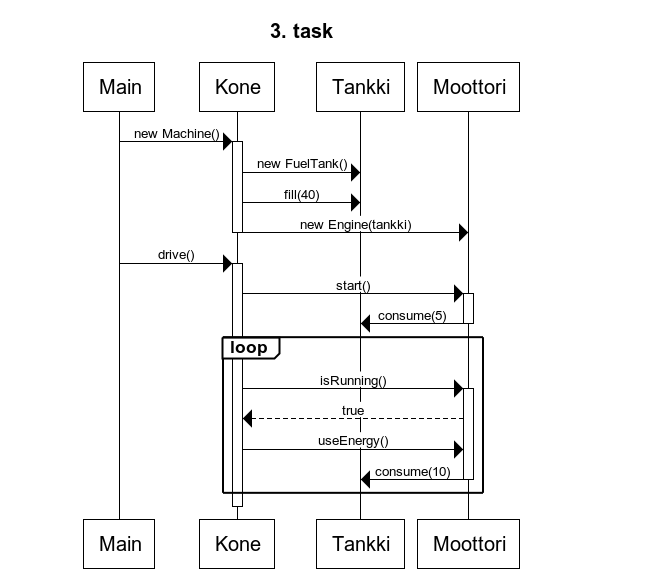 3. task
Main
Kone
Tankki
Moottori
new Machine()
new FuelTank()
fill(40)
new Engine(tankki)
drive()
start()
consume(5)
loop
isRunning()
true
useEnergy()
consume(10)
Main
Kone
Tankki
Moottori